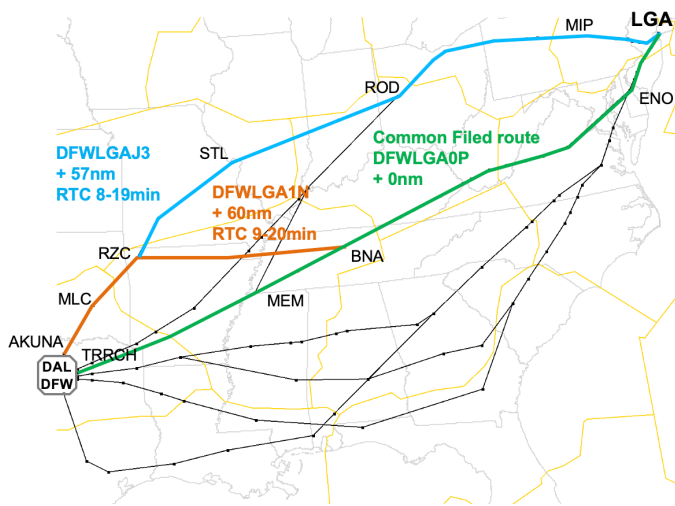 LGA
MIP
ROD
ENO
Common Filed route
DFWLGA0P
+ 0nm
STL
DFWLGAJ3
+ 57nm
RTC 8-19min
DFWLGA1N
+ 60nm
RTC 9-20min
RZC
BNA
MLC
MEM
AKUNA
TRRCH
DAL
DFW